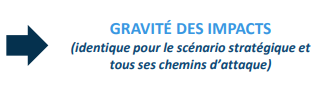 GRAVITÉ DES IMPACTS
(identique pour le scénario stratégique et
tous ses chemins d’attaque)